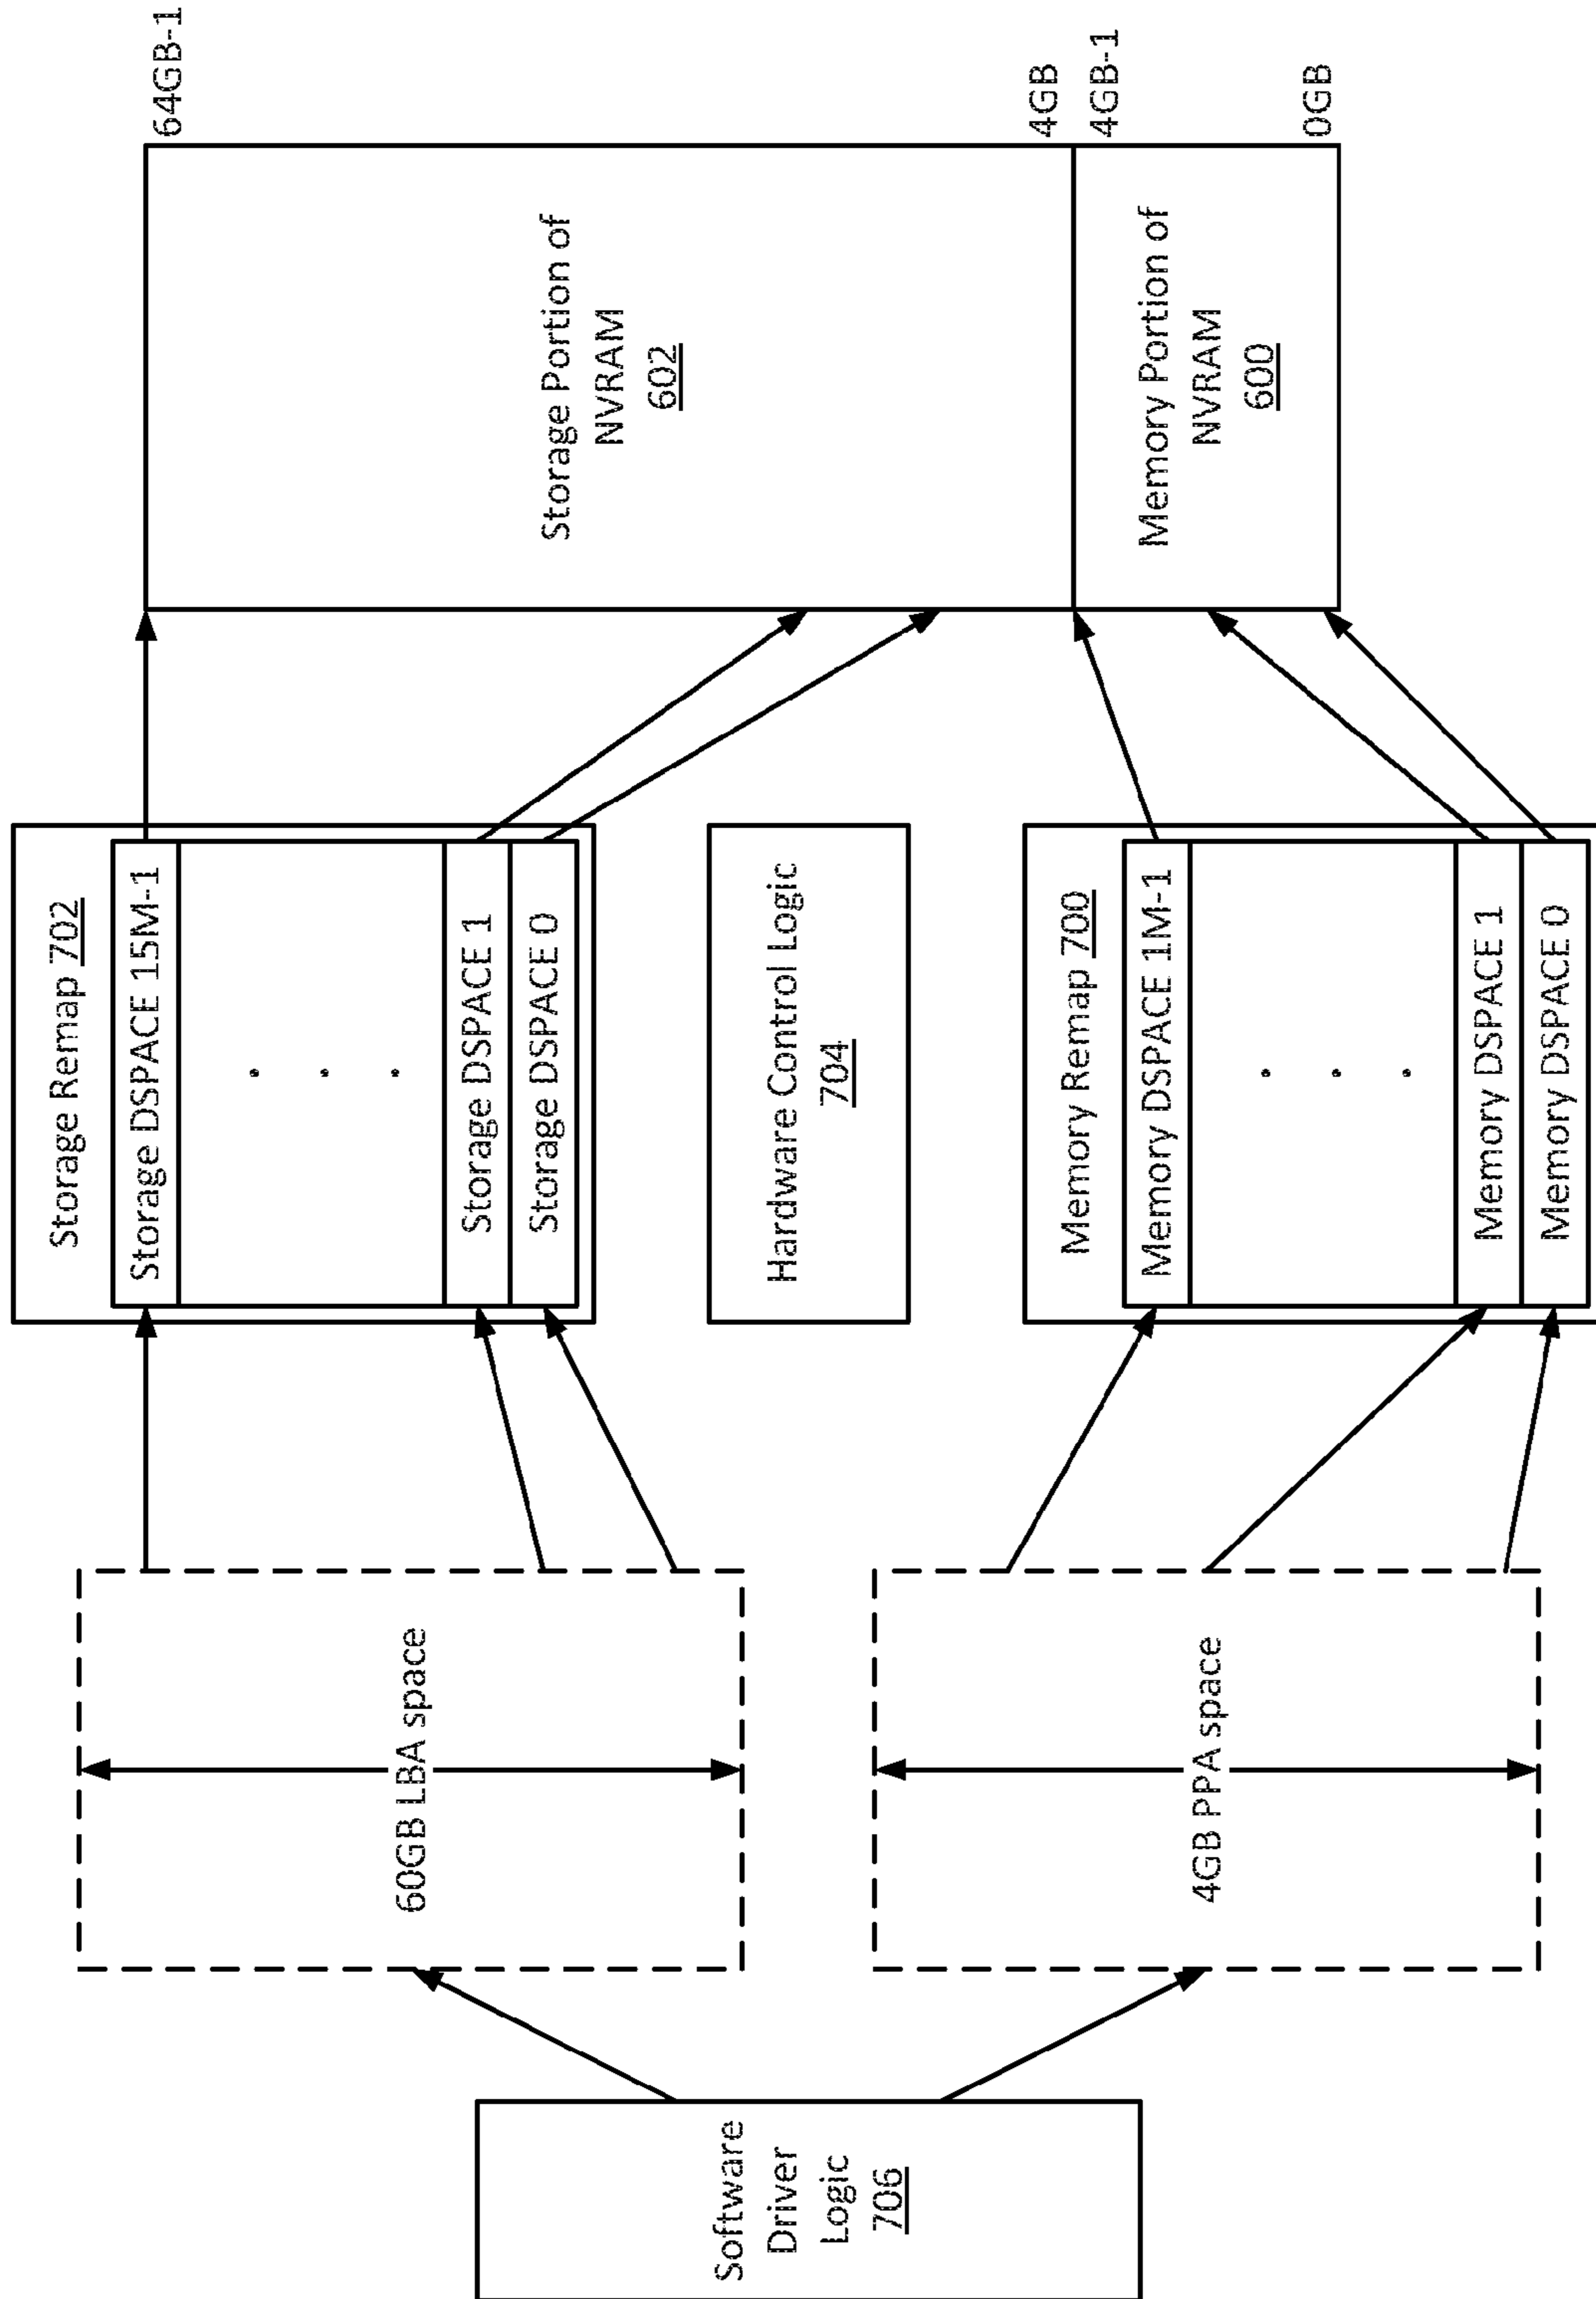 Software
Driver
Logic
706
60GB LBA space
4GB PPA space
Storage Remap 702
Storage DSPACE 15M-1
Storage DSPACE 1
Storage DSPACE 0
Hardware Control Logic
704
Memory Remap 700
Memory DSPACE 1M-1
Memory DSPACE 1
Memory DSPACE 0
Storage Portion of
NVRAM
602
Memory Portion of
NVRAM
600
64GB-1
4GB
4GB-1
0GB